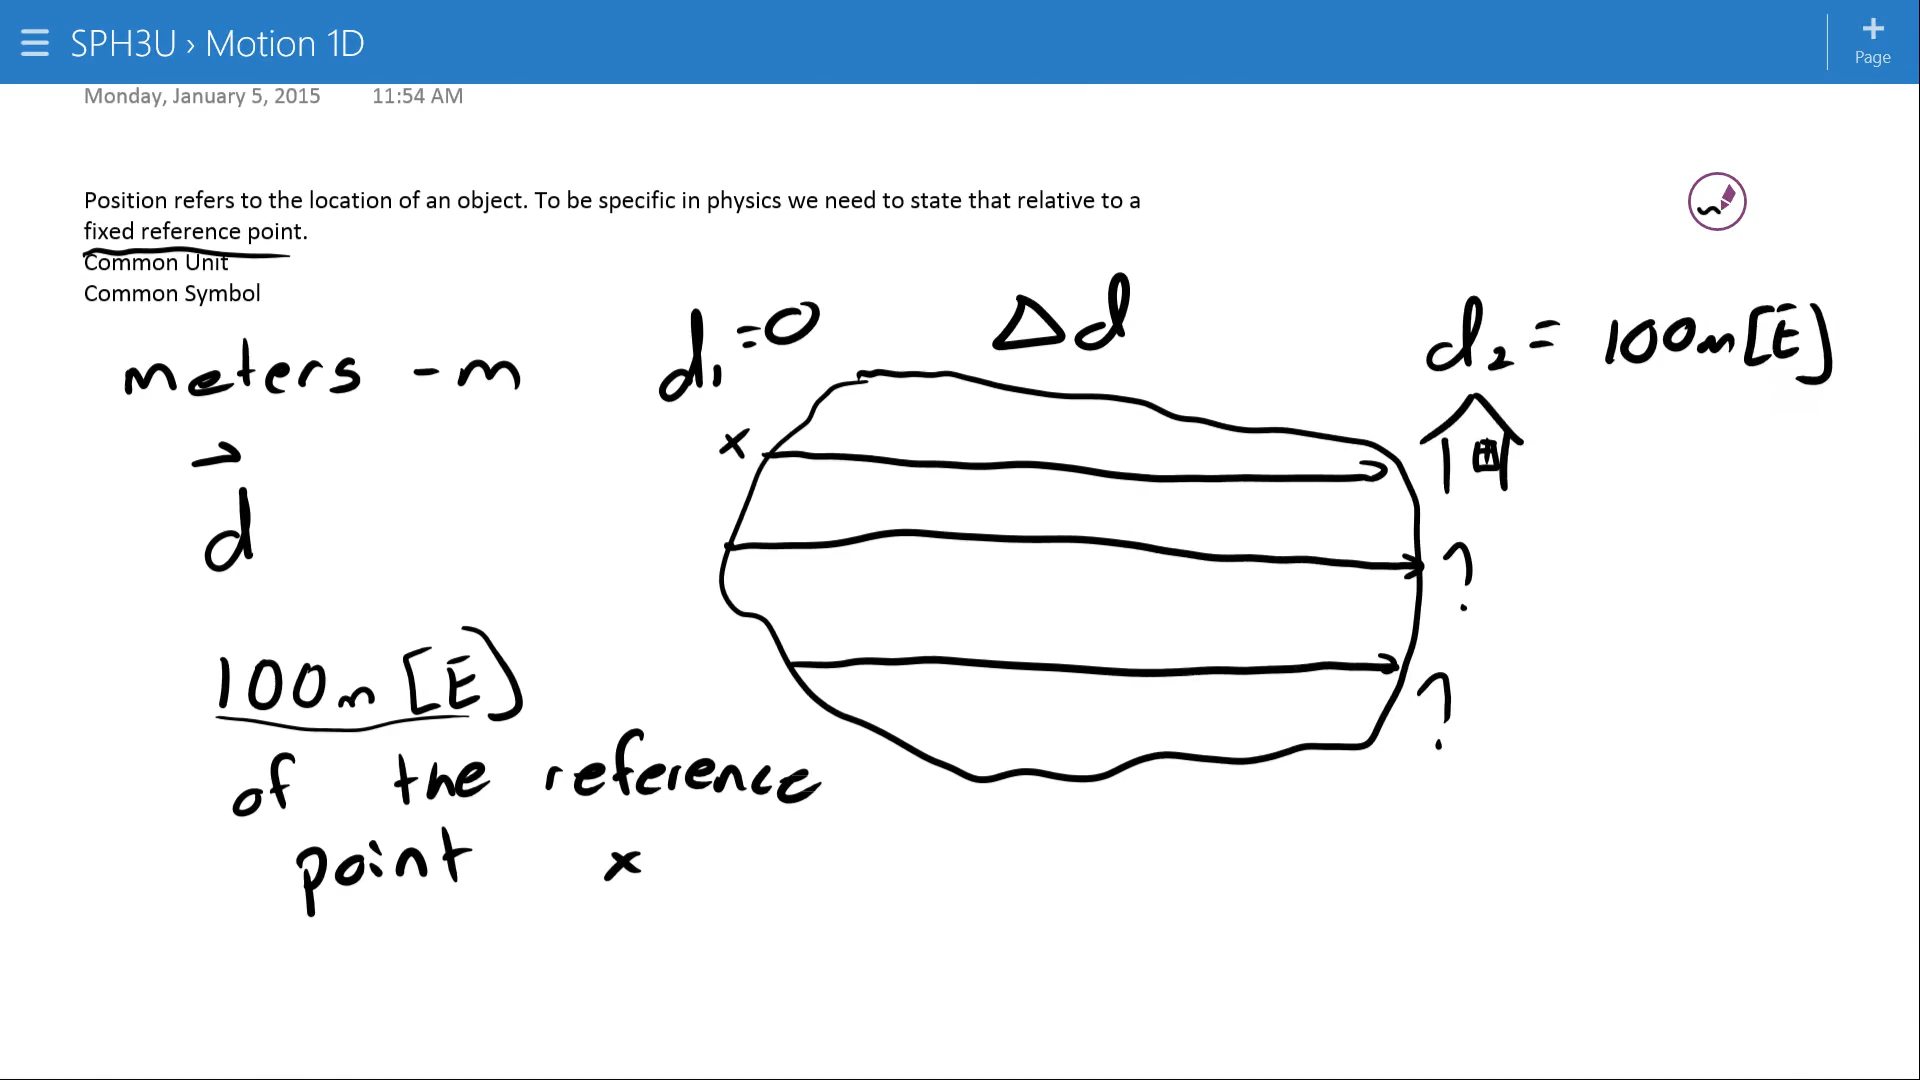 SPH3U › Motion 1D
+
Page
Monday, January 5, 2015 11:54 AM
Position refers to the location of an object. To be specific in physics we need to state that relative to a
fixed reference point.
Common Unit
Common Symbol
meters - m
d₁ = 0
Δd
d₂ = 100m [E]
x
d⃗
?
?
100m [E]
of the reference
point x